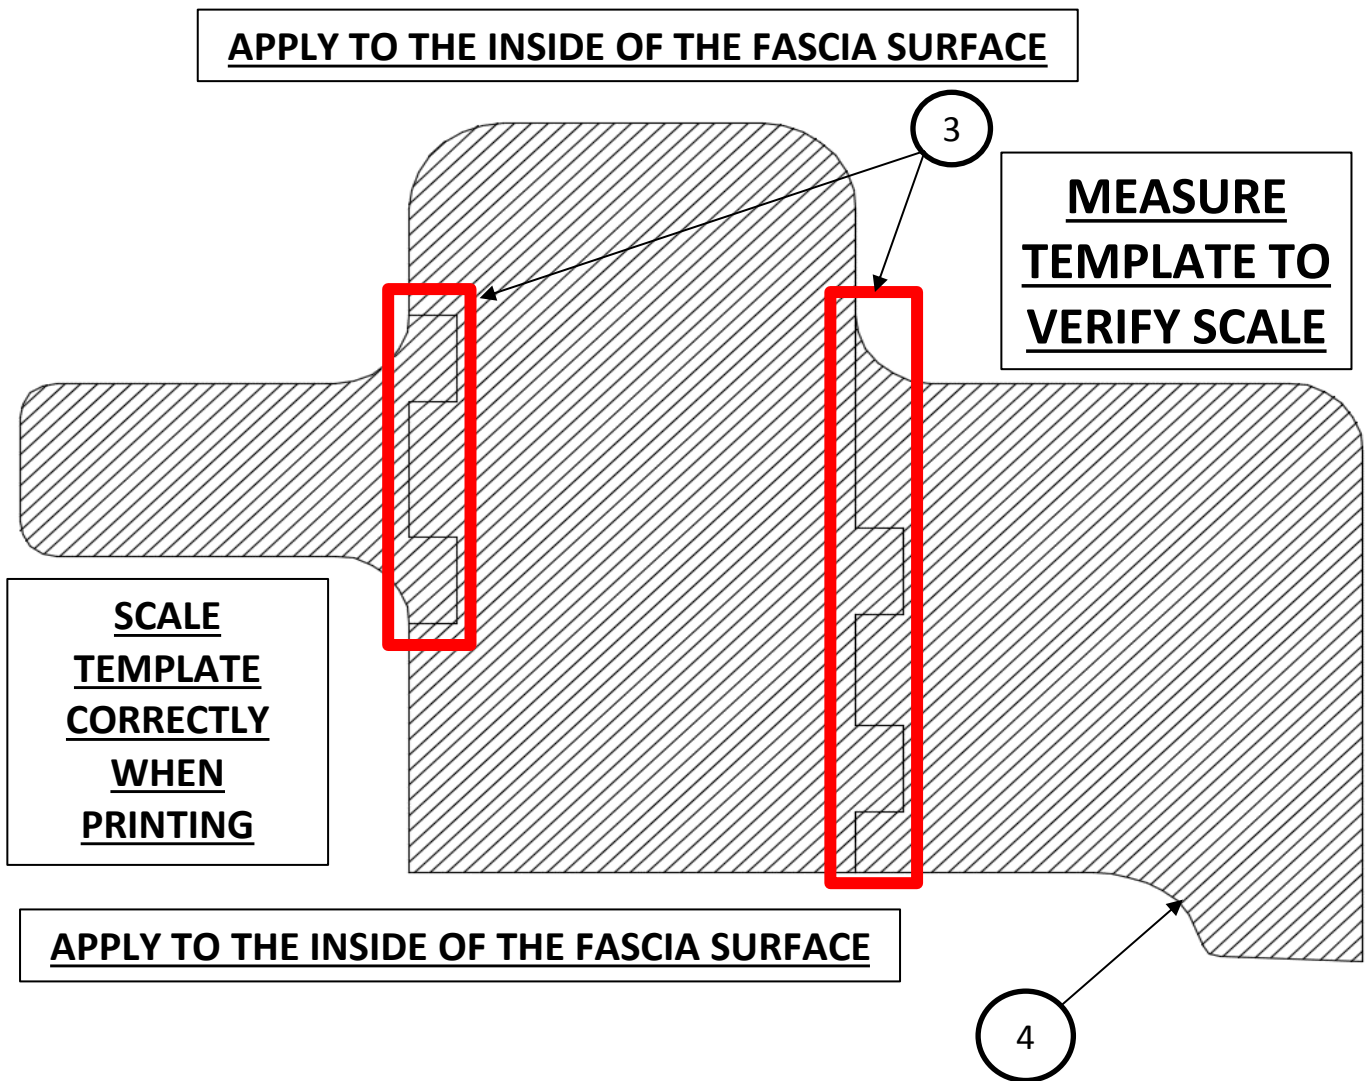 APPLY TO THE INSIDE OF THE FASCIA SURFACE
3
MEASURE
TEMPLATE TO
VERIFY SCALE
SCALE
TEMPLATE
CORRECTLY
WHEN
PRINTING
APPLY TO THE INSIDE OF THE FASCIA SURFACE
4